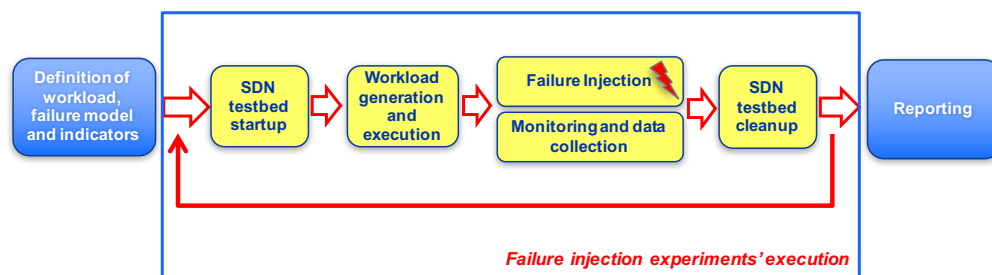 Definition of
workload,
failure model
and indicators
SDN
testbed
startup
Workload
generation
and
execution
Failure Injection
Monitoring and data
collection
SDN
testbed
cleanup
Reporting
Failure injection experiments' execution